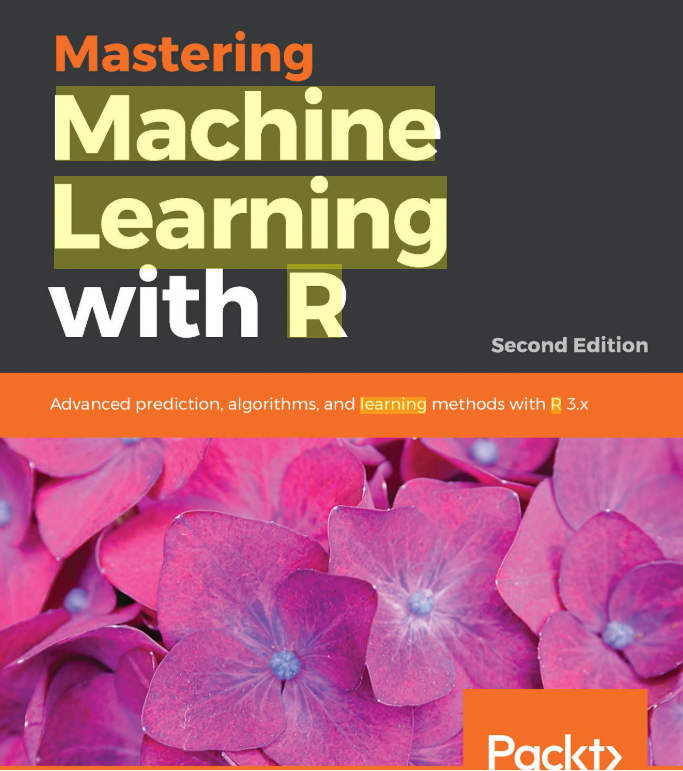 Mastering
Machine
Learning
with R
Second Edition
Advanced prediction, algorithms, and learning methods with R 3.x
Packt>